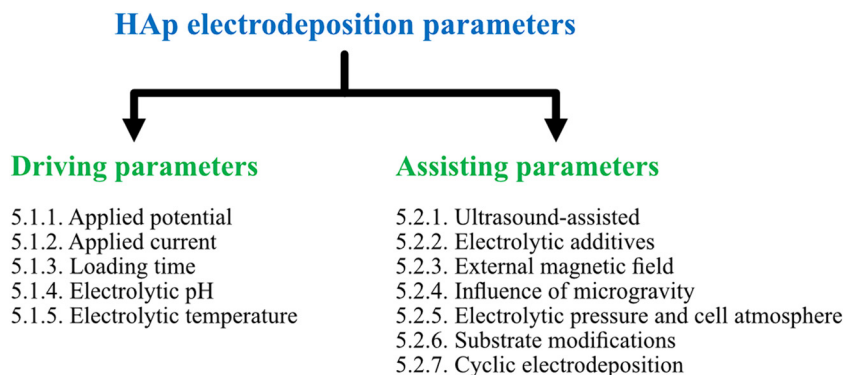 HAp electrodeposition parameters
Driving parameters
5.1.1. Applied potential
5.1.2. Applied current
5.1.3. Loading time
5.1.4. Electrolytic pH
5.1.5. Electrolytic temperature
Assisting parameters
5.2.1. Ultrasound-assisted
5.2.2. Electrolytic additives
5.2.3. External magnetic field
5.2.4. Influence of microgravity
5.2.5. Electrolytic pressure and cell atmosphere
5.2.6. Substrate modifications
5.2.7. Cyclic electrodeposition